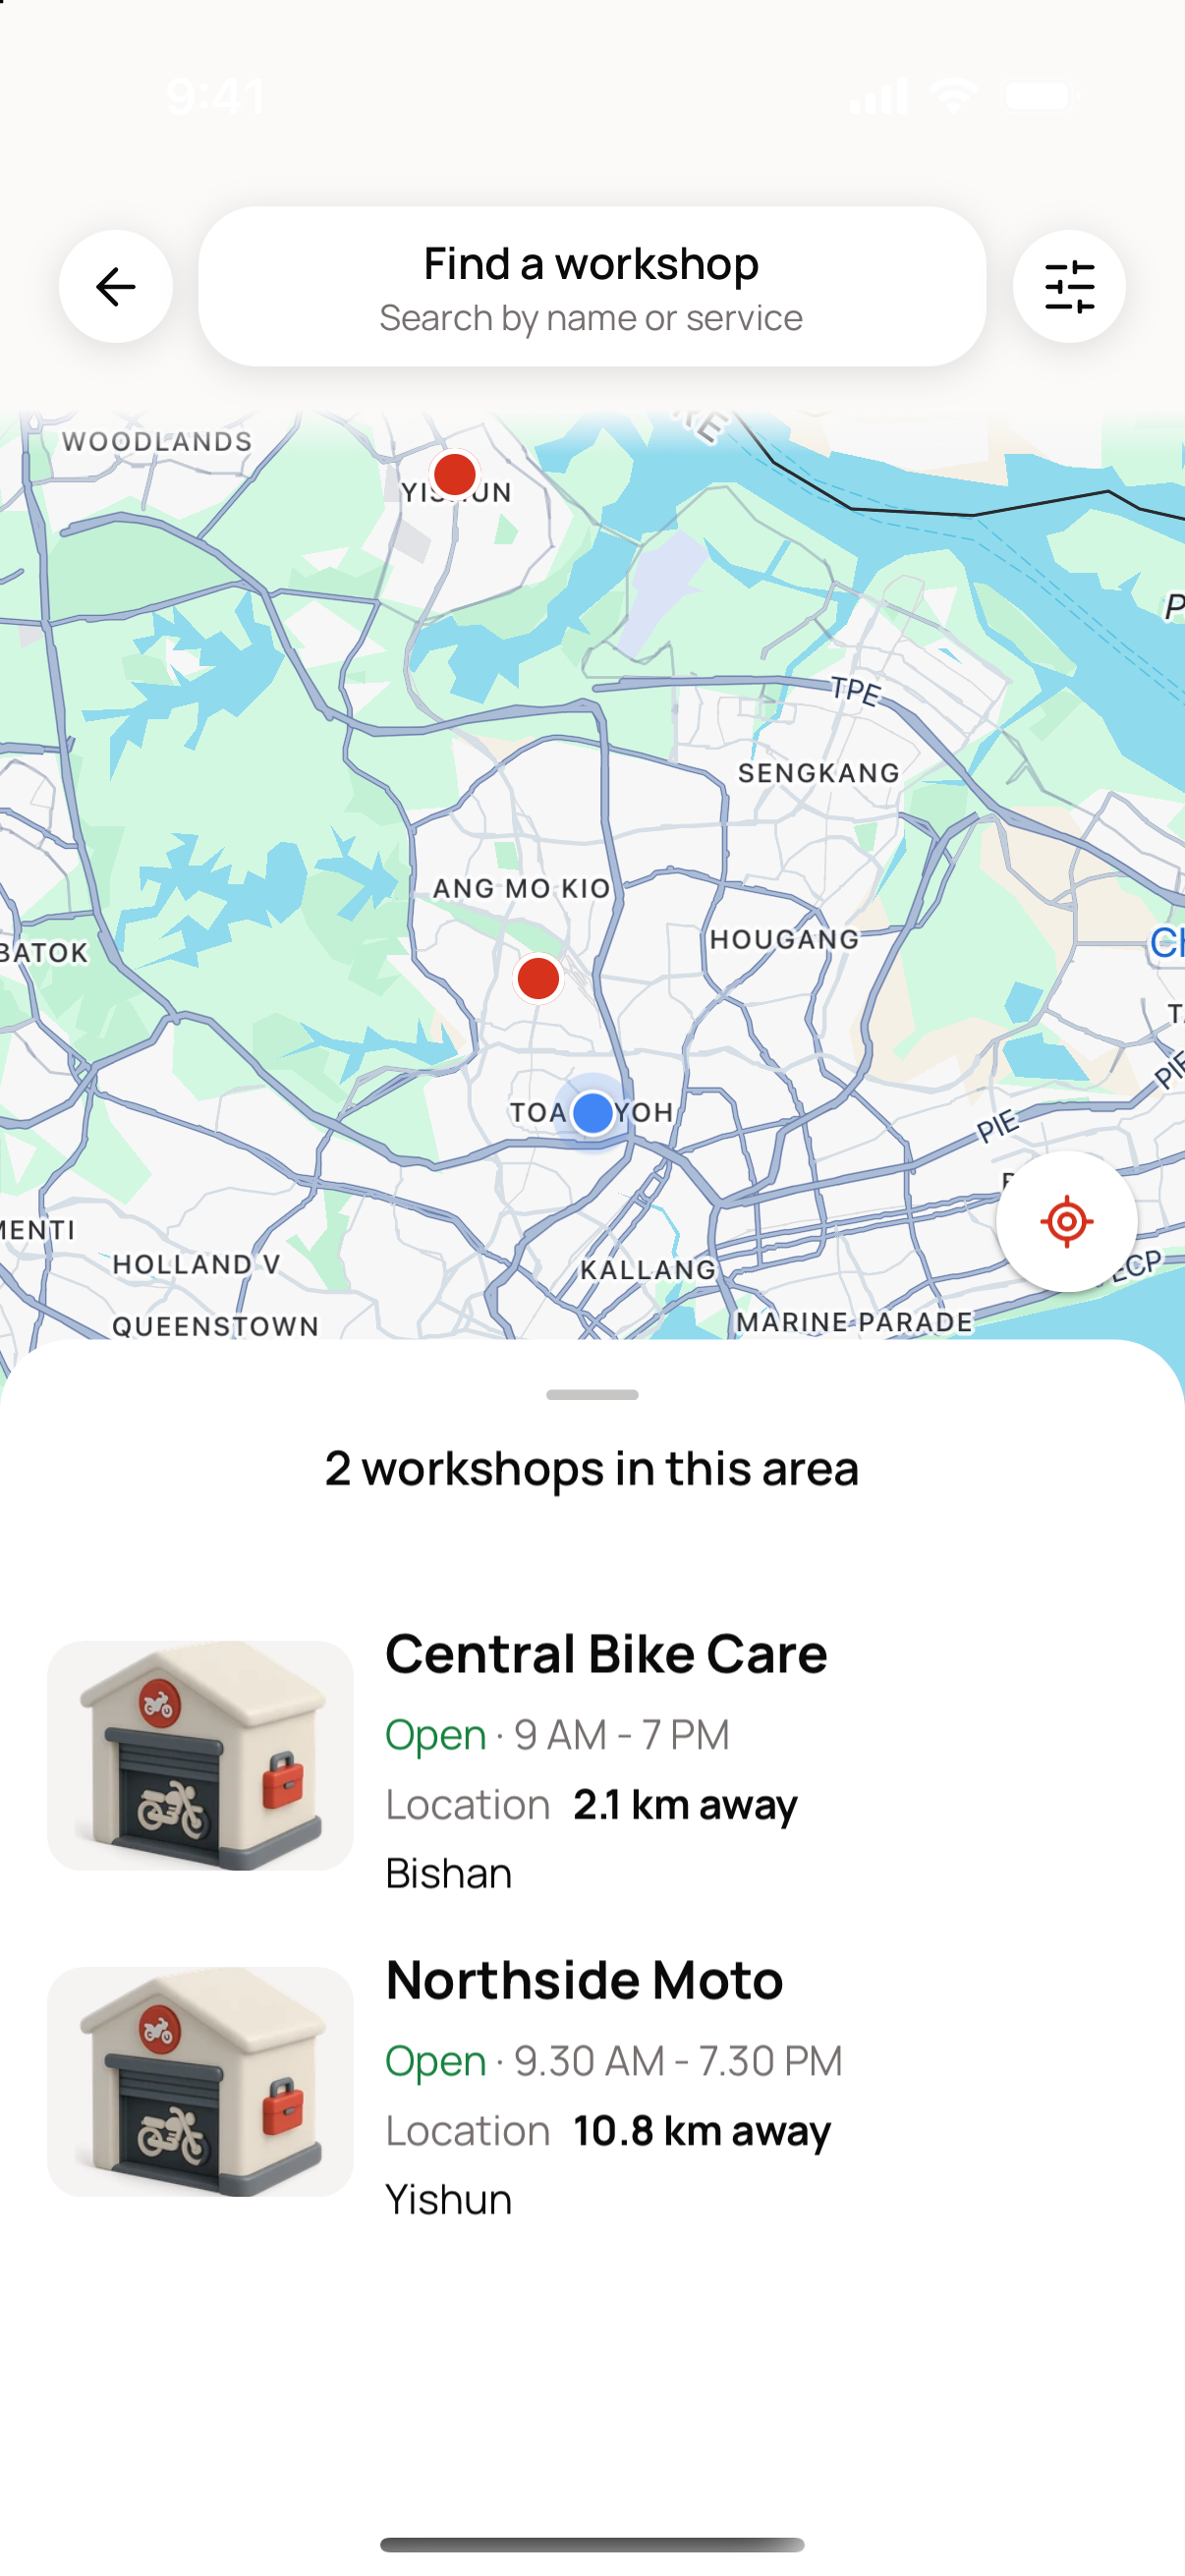 9:41
Find a workshop
Search by name or service
WOODLANDS
YISHUN
TPE
SENGKANG
ANG MO KIO
HOUGANG
BATOK
TOA YOH
PIE
PIE
MENTI
HOLLAND V
KALLANG
ECP
QUEENSTOWN
MARINE PARADE
2 workshops in this area
Central Bike Care
Open · 9 AM - 7 PM
Location 2.1 km away
Bishan
Northside Moto
Open · 9.30 AM - 7.30 PM
Location 10.8 km away
Yishun